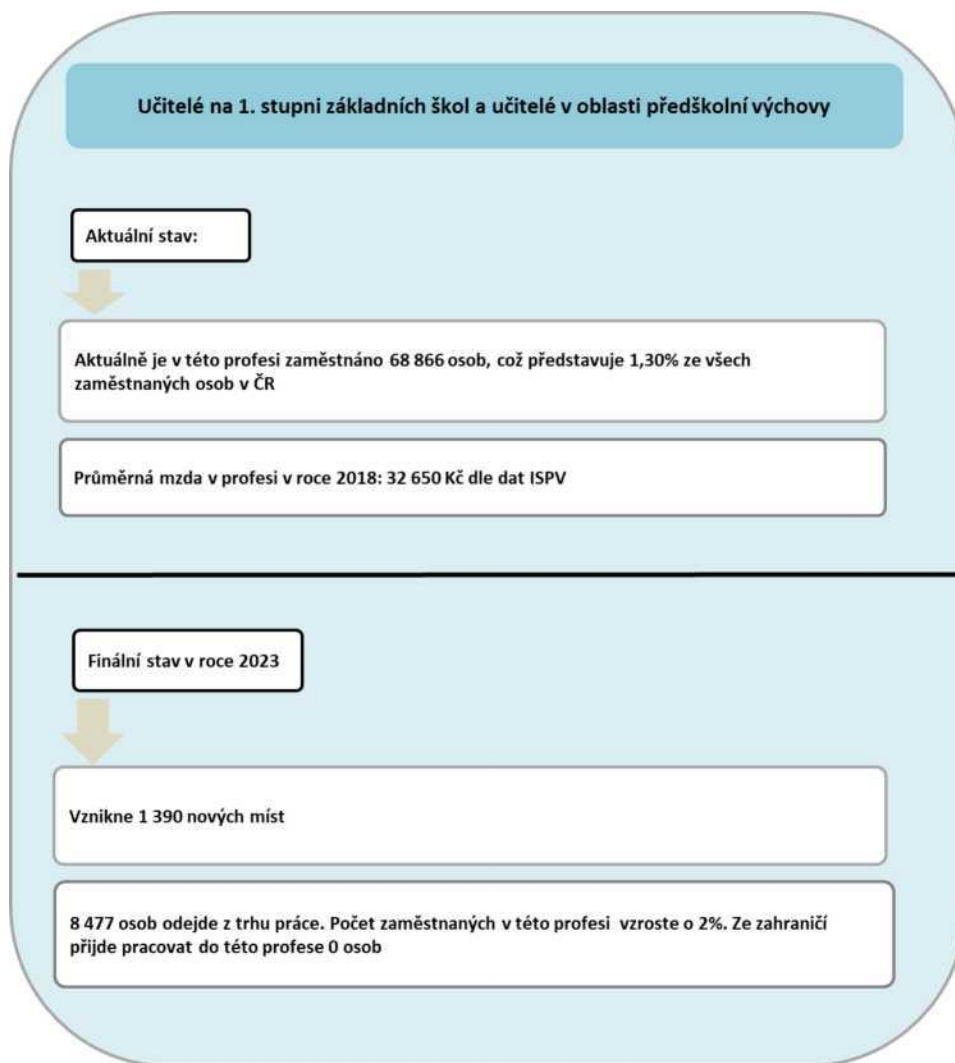 Učitelé na 1. stupni základních škol a učitelé v oblasti předškolní výchovy
Aktuální stav:
Aktuálně je v této profesi zaměstnáno 68 866 osob, což představuje 1,30% ze všech
zaměstnaných osob v ČR
Průměrná mzda v profesi v roce 2018: 32 650 Kč dle dat ISPV
Finální stav v roce 2023
Vznikne 1 390 nových míst
8 477 osob odejde z trhu práce. Počet zaměstnaných v této profesi vzroste o 2%. Ze zahraničí
přijde pracovat do této profese 0 osob